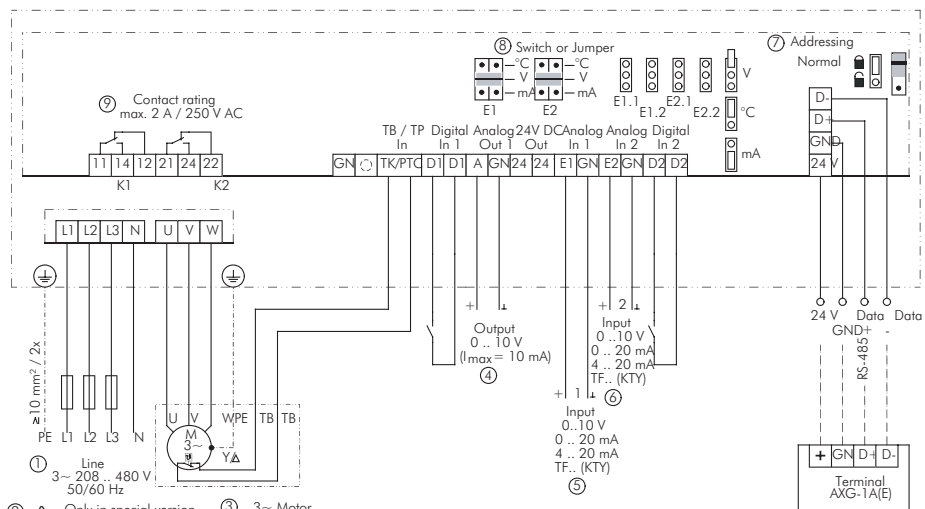 ⑧ Switch or Jumper
⑦ Addressing
Normal
°C
V
mA
E1
°C
V
mA
E2
E1.1
E1.2
E2.1
E2.2
V
°C
mA
⑨ Contact rating
max. 2 A / 250 V AC
11 14 12 21 24 22
K1 K2
TB / TP Digital Analog 24V DC Analog Analog Digital
In In 1 Out 1 Out In 1 In 2 In 2
GN TK/PTC D1 D1 A GN 24 24 E1 GN E2 GN D2 D2
D-
D+
GND
24 V
L1 L2 L3 N U V W
≥10 mm² / 2x
PE L1 L2 L3 N
① Line
3~ 208 .. 480 V
50/60 Hz
U V W PE TB TB
M
3~
Y/Δ
+ ⊥
Output
0 .. 10 V
(Imax = 10 mA)
④
+ 2 ⊥
Input
0 ..10 V
0 .. 20 mA
4 .. 20 mA
TF.. (KTY)
⑥
+ 1 ⊥
Input
0..10 V
0 .. 20 mA
4 .. 20 mA
TF.. (KTY)
⑤
24 V Data Data
GND + -
RS-485
+ GN D+ D-
Terminal
AXG-1A(E)
Only in special version
③ 3~ Motor